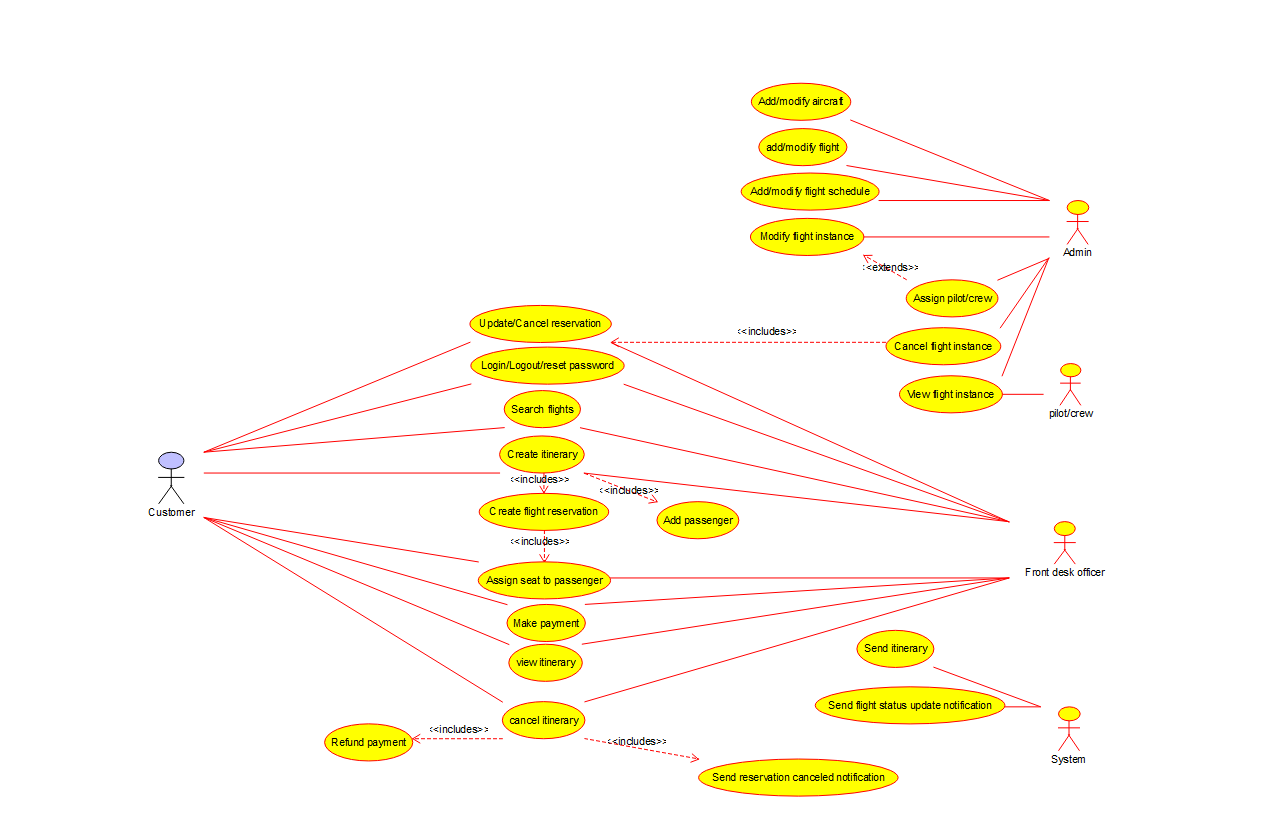 Add/modify aircraft
add/modify flight
Add/modify flight schedule
Modify flight instance
Admin
<<extends>>
Assign pilot/crew
Update/Cancel reservation
<<includes>>
Cancel flight instance
Login/Logout/reset password
View flight instance
pilot/crew
Search flights
Create itinerary
<<includes>>
<<includes>>
Customer
Create flight reservation
Add passenger
<<includes>>
Front desk officer
Assign seat to passenger
Make payment
Send itinerary
view itinerary
Send flight status update notification
cancel itinerary
<<includes>>
Refund payment
<<includes>>
System
Send reservation canceled notification